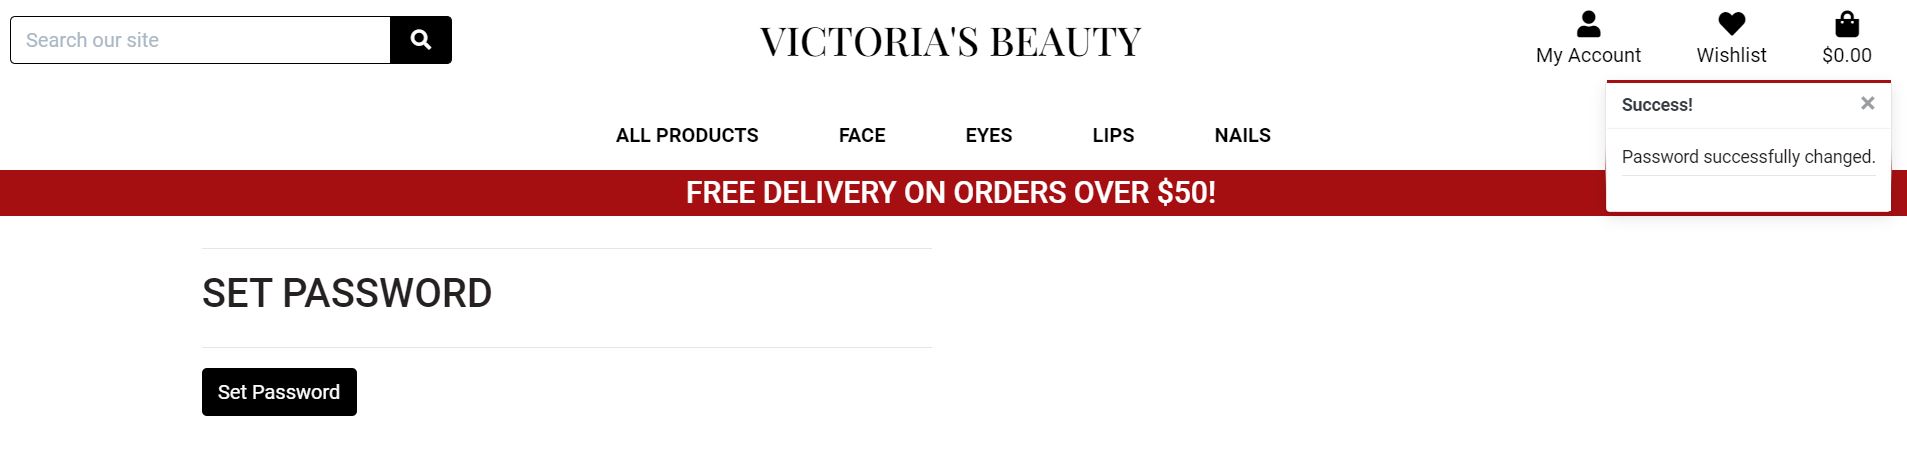 Search our site
VICTORIA'S BEAUTY
My Account
Wishlist
$0.00
Success!
×
Password successfully changed.
ALL PRODUCTS
FACE
EYES
LIPS
NAILS
FREE DELIVERY ON ORDERS OVER $50!
SET PASSWORD
Set Password